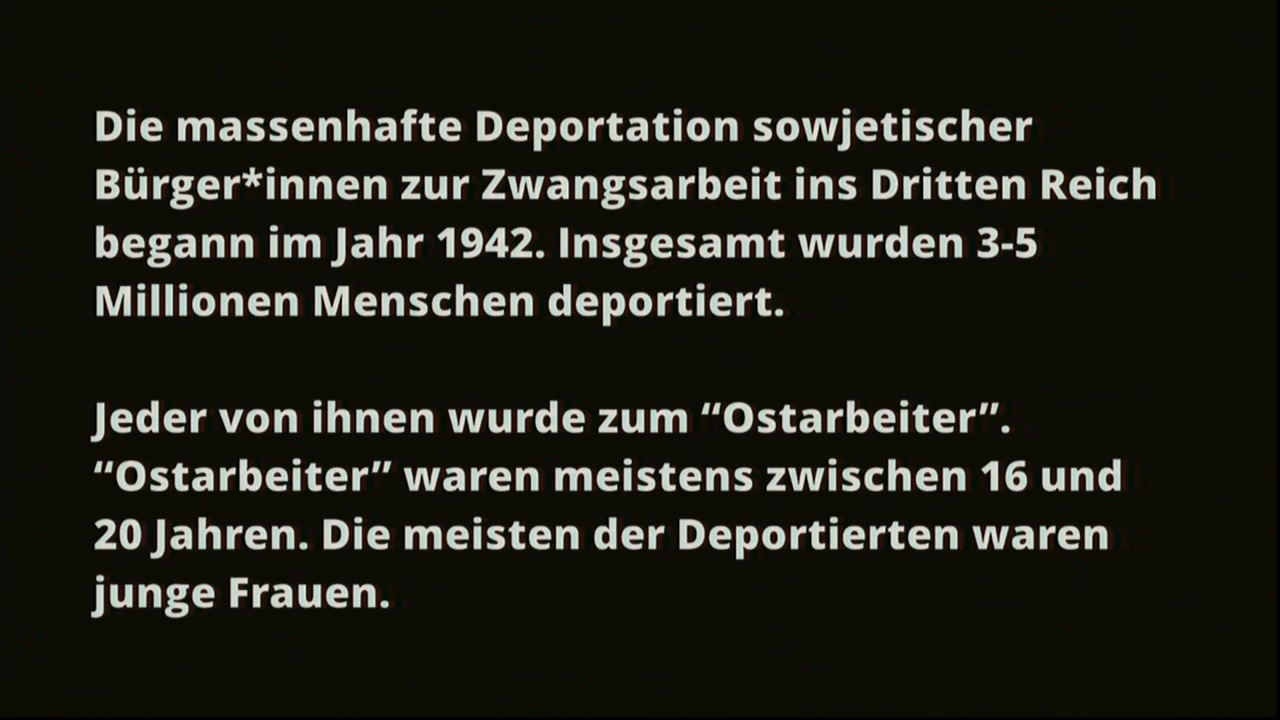 Die massenhafte Deportation sowjetischer
Bürger*innen zur Zwangsarbeit ins Dritten Reich
begann im Jahr 1942. Insgesamt wurden 3-5
Millionen Menschen deportiert.
Jeder von ihnen wurde zum “Ostarbeiter”.
“Ostarbeiter” waren meistens zwischen 16 und
20 Jahren. Die meisten der Deportierten waren
junge Frauen.